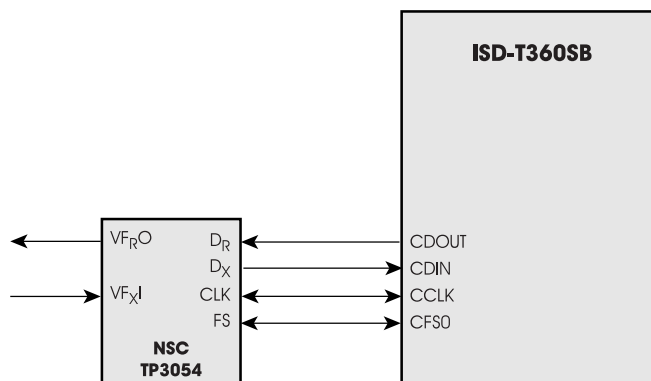 ISD-T360SB
VFRO DR CDOUT
DX CDIN
VFXI CLK CCLK
FS CFS0
NSC
TP3054